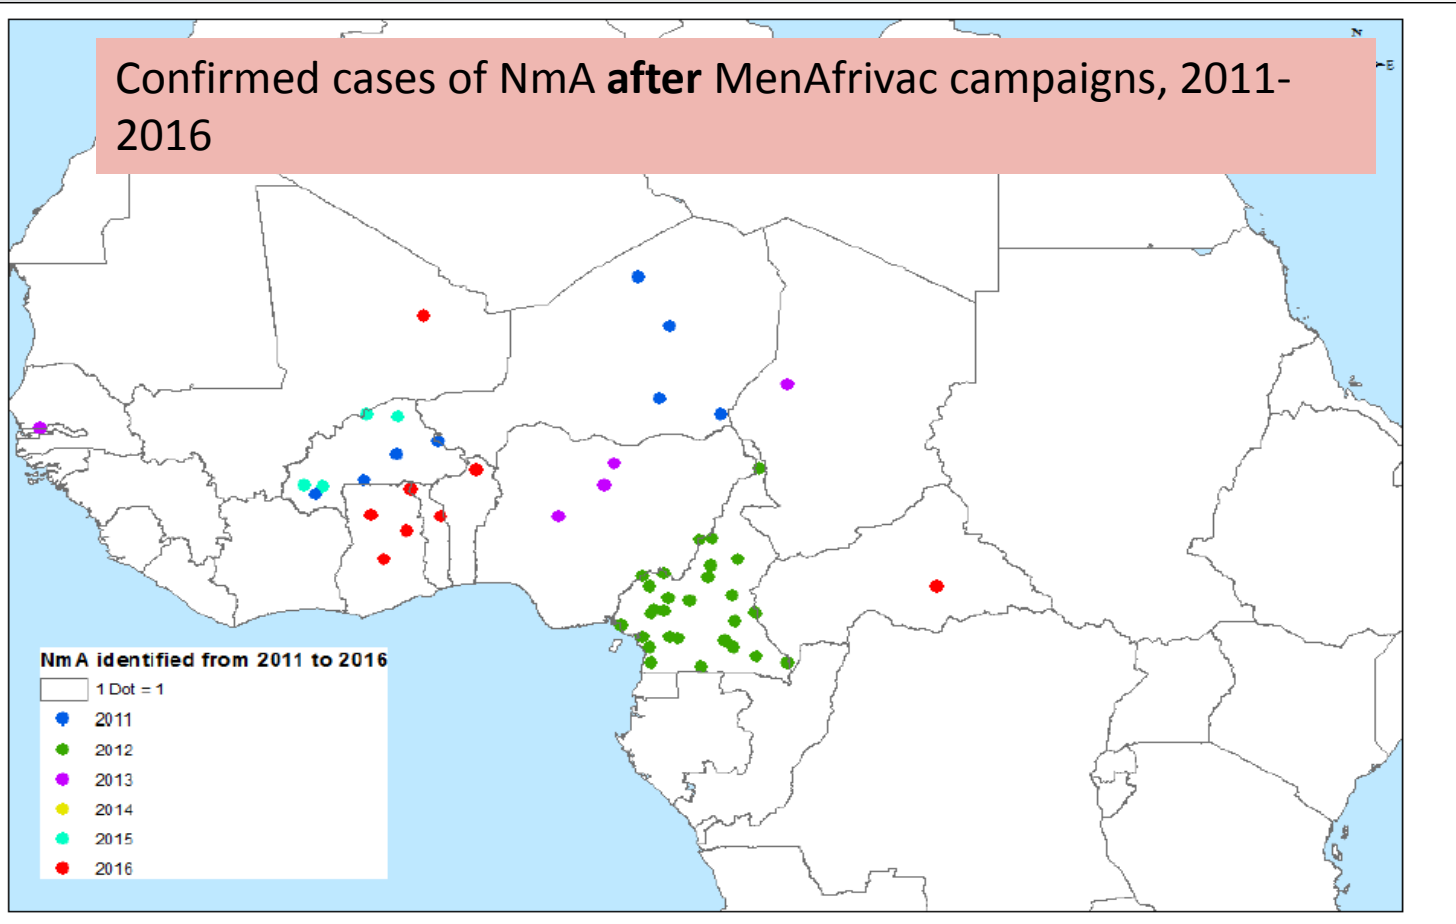 N
E
Confirmed cases of NmA after MenAfrivac campaigns, 2011-
2016
NmA identified from 2011 to 2016
1 Dot = 1
2011
2012
2013
2014
2015
2016